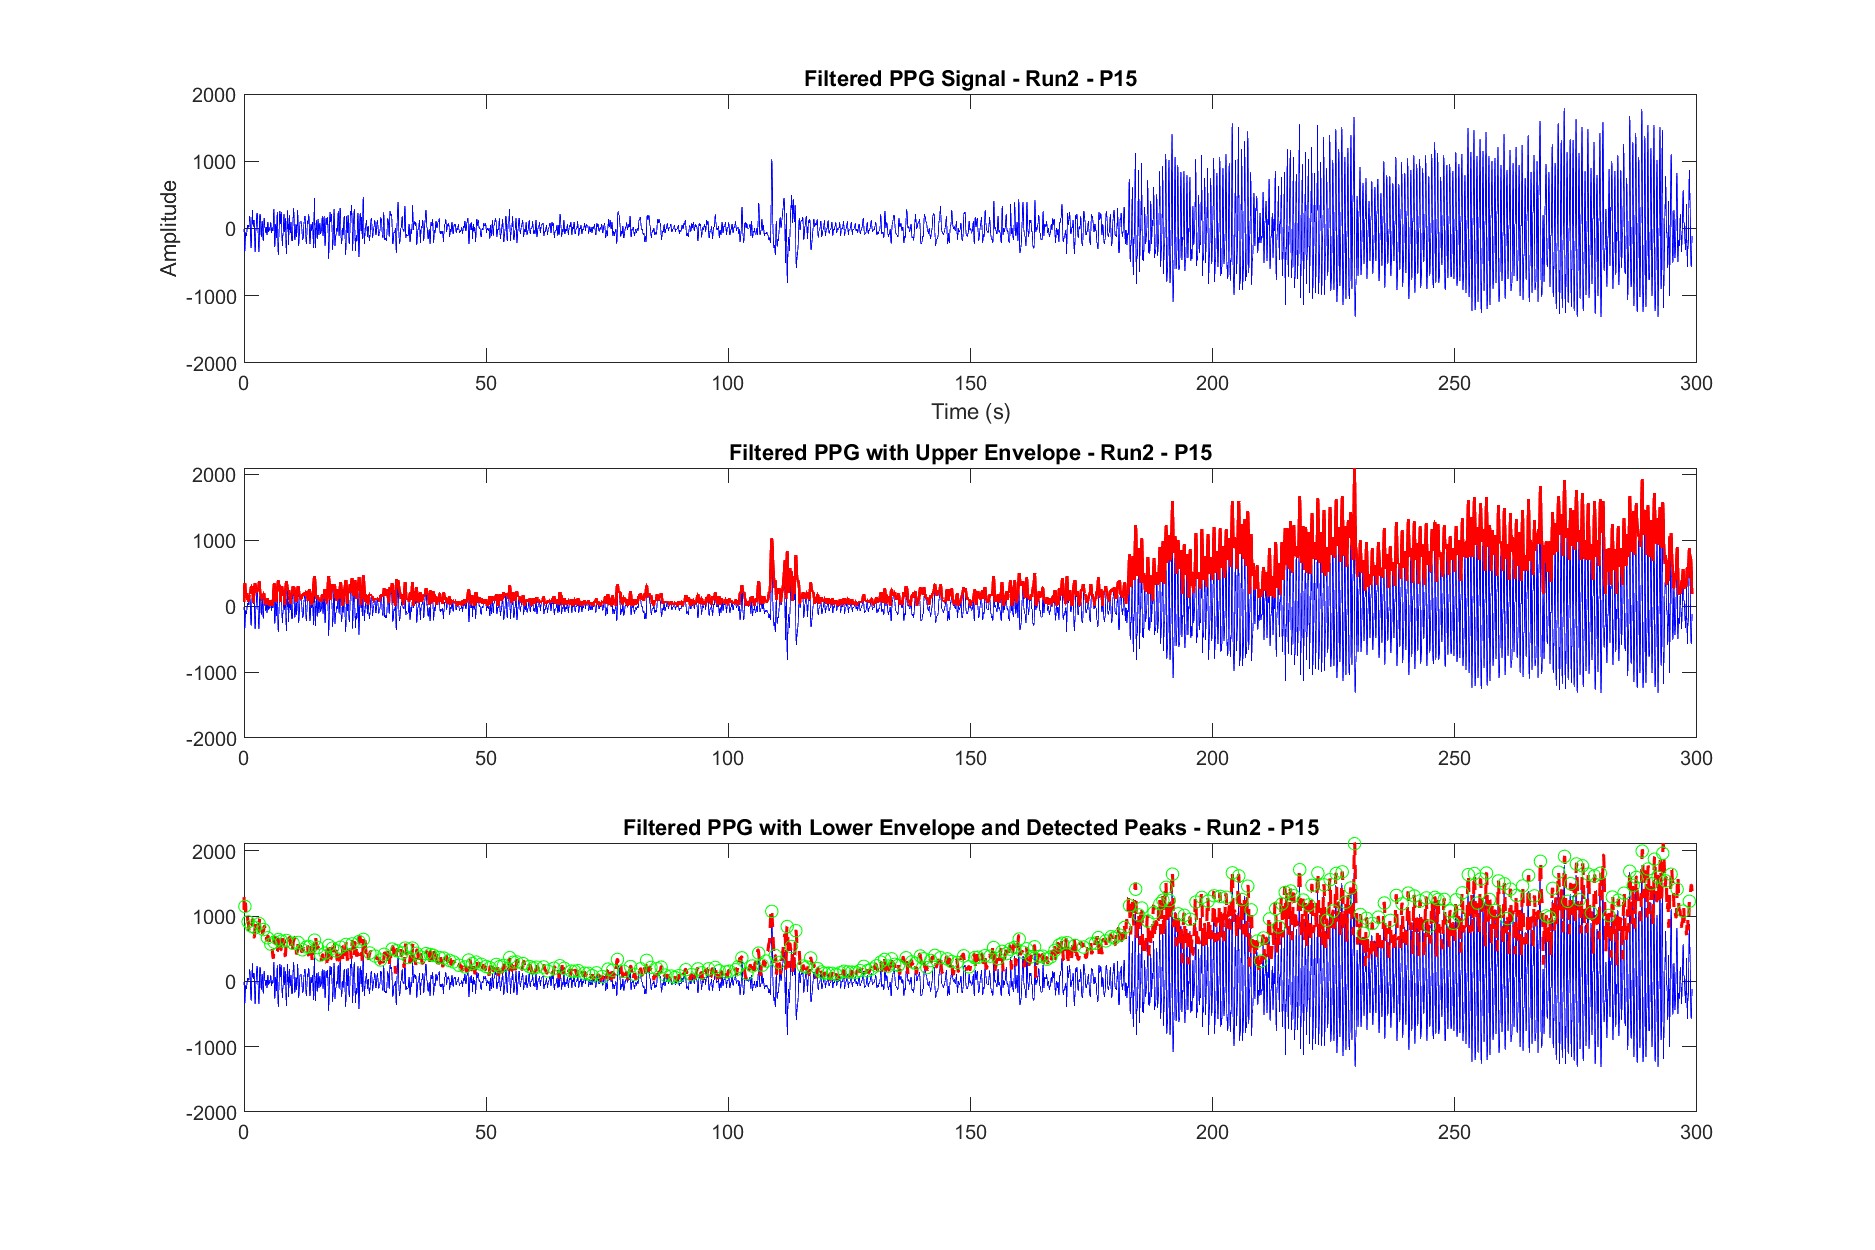 Filtered PPG Signal - Run2 - P15
2000
1000
0
-1000
-2000
Amplitude
0 50 100 150 200 250 300
Time (s)
Filtered PPG with Upper Envelope - Run2 - P15
2000
1000
0
-1000
-2000
0 50 100 150 200 250 300
Filtered PPG with Lower Envelope and Detected Peaks - Run2 - P15
2000
1000
0
-1000
-2000
0 50 100 150 200 250 300